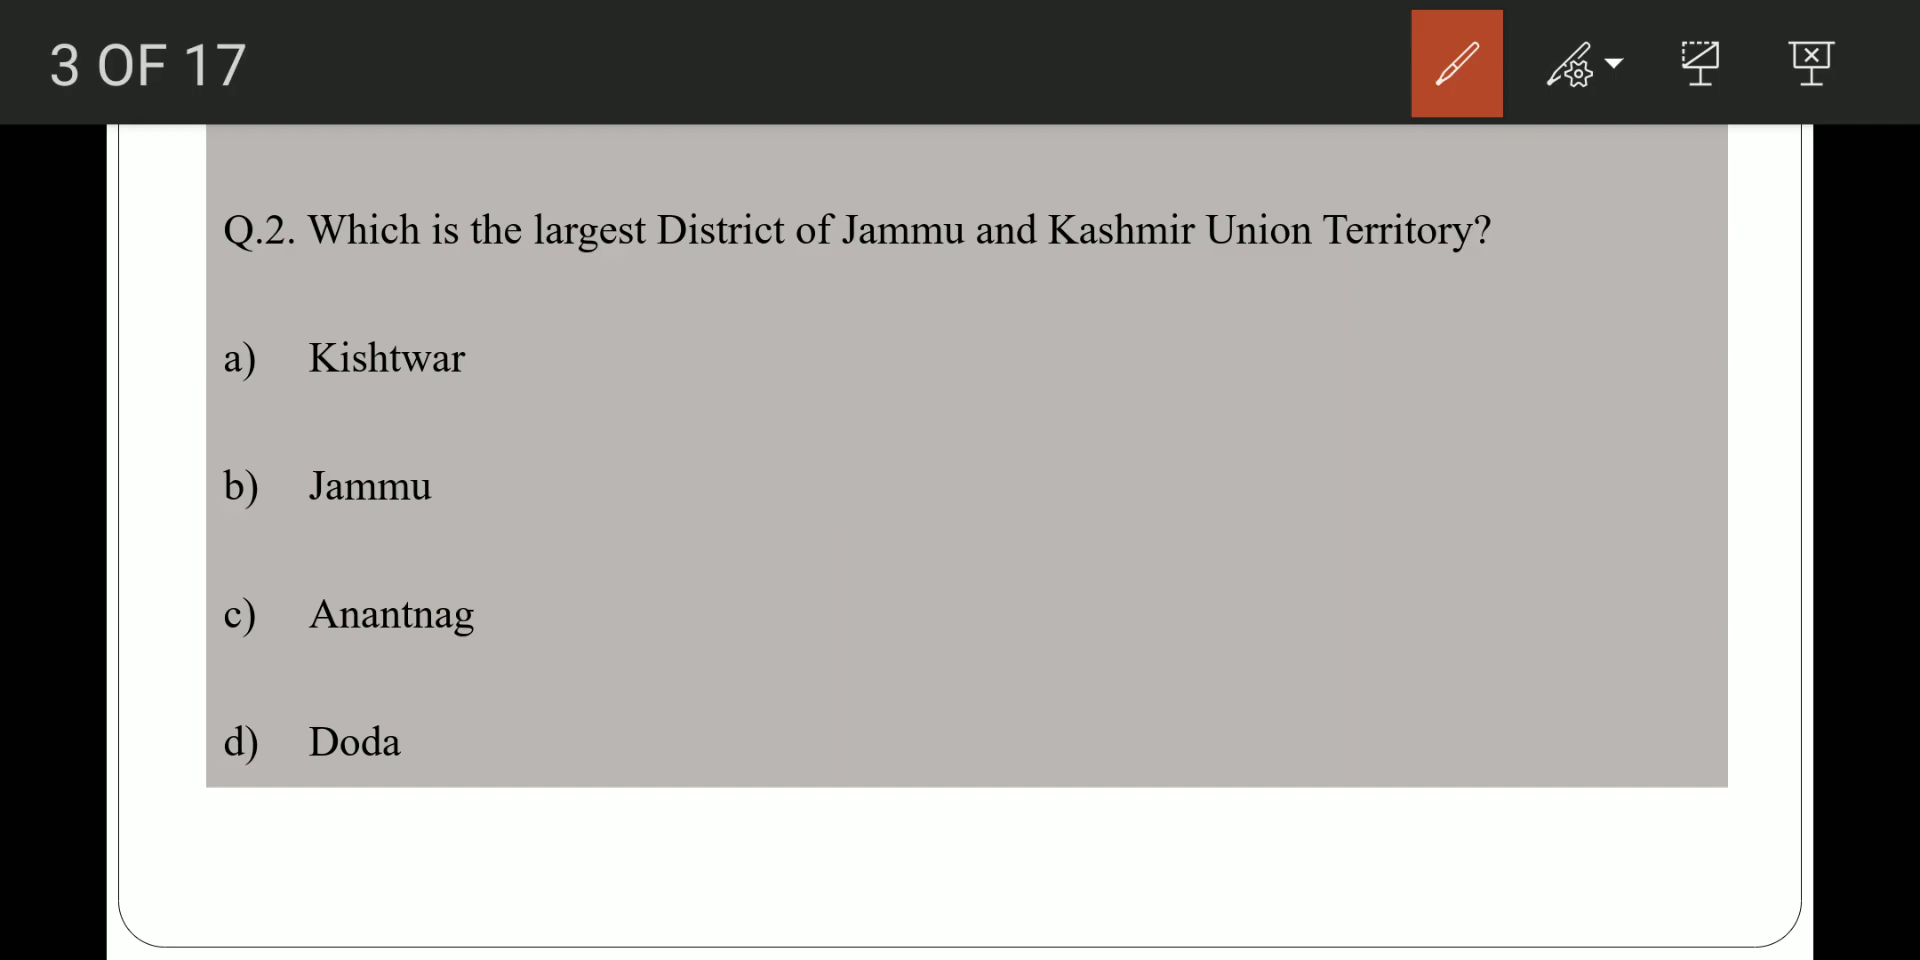 3 OF 17
Q.2. Which is the largest District of Jammu and Kashmir Union Territory?
a) Kishtwar
b) Jammu
c) Anantnag
d) Doda